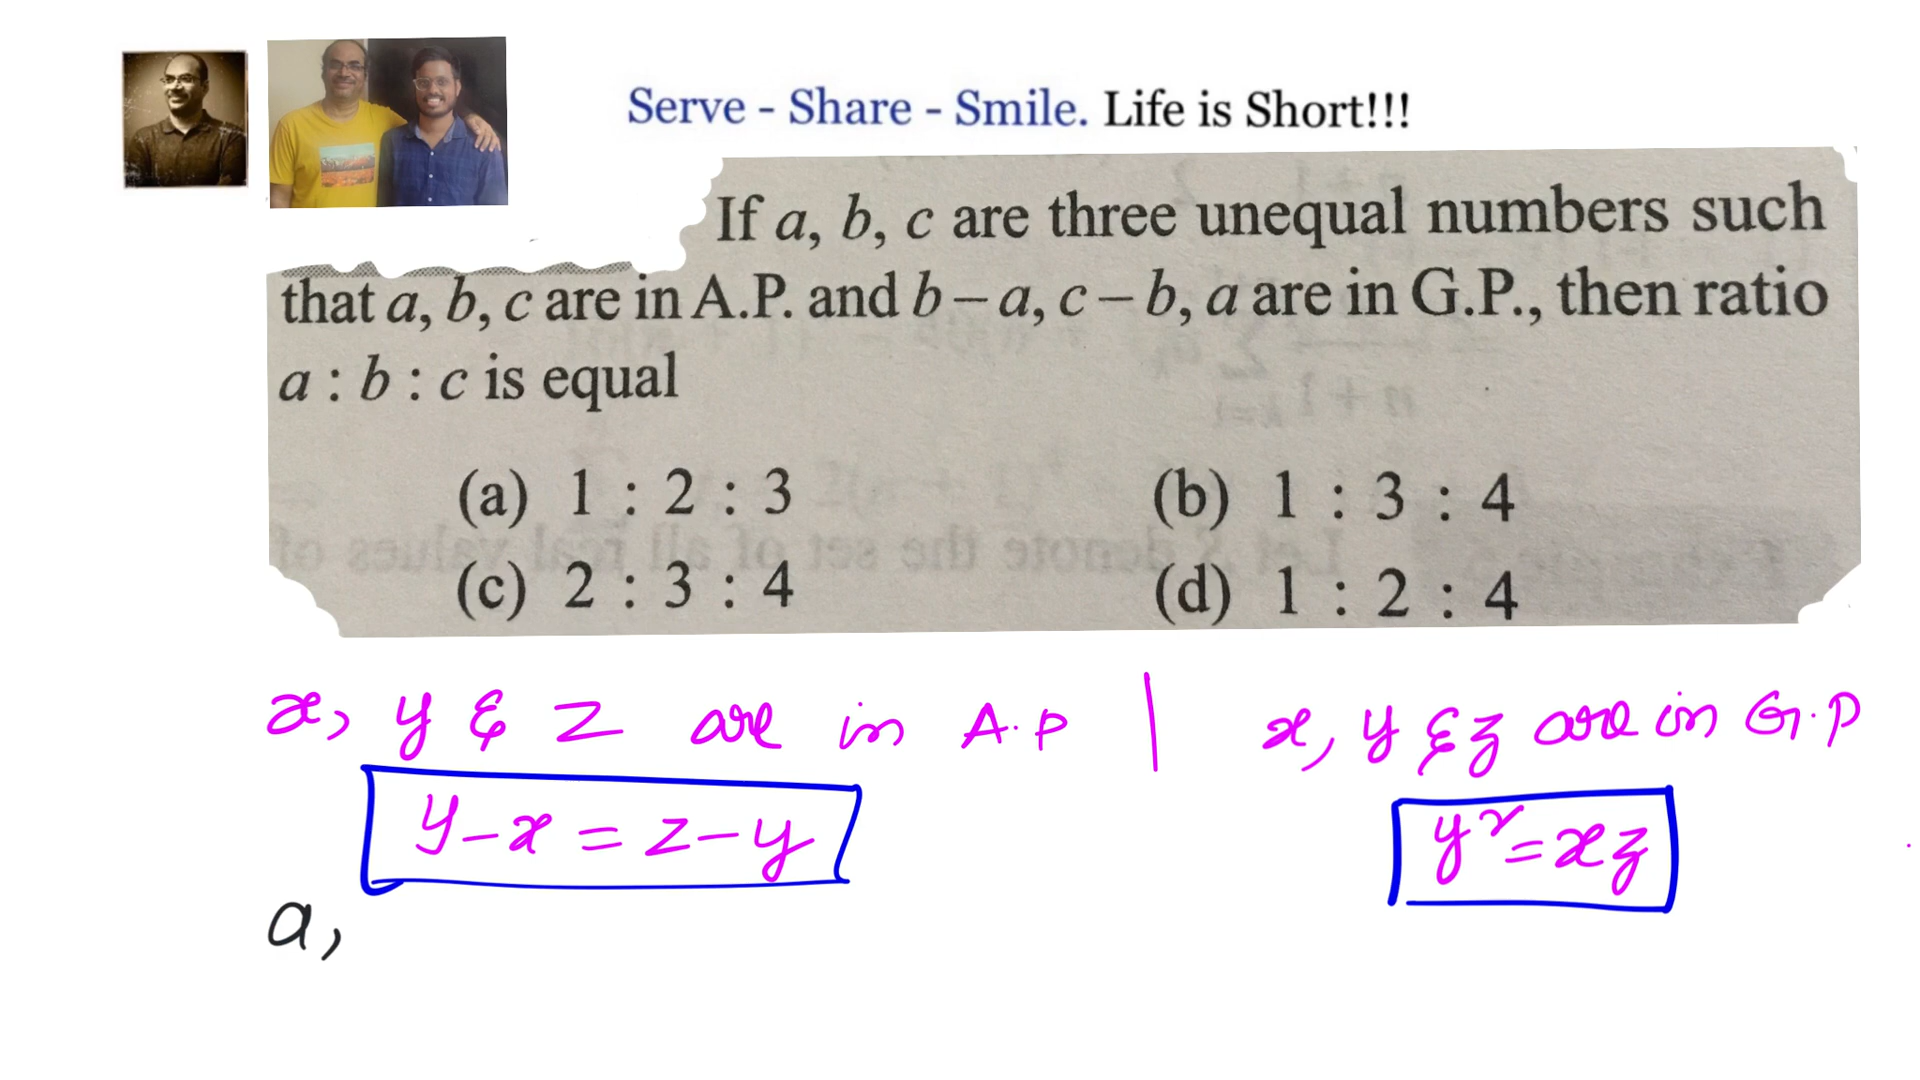 Serve - Share - Smile. Life is Short!!!
If a, b, c are three unequal numbers such
that a, b, c are in A.P. and b – a, c – b, a are in G.P., then ratio
a : b : c is equal
(a) 1 : 2 : 3 (b) 1 : 3 : 4
(c) 2 : 3 : 4 (d) 1 : 2 : 4
x, y & z are in A.P | x, y & z are in G.P
y-x = z-y y² = xz
a,